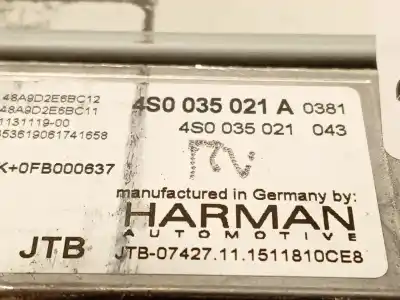 48A9D2E6BC12
48A9D2E6BC11
1131119-00
53619061741658
K+0FB000637
JTB
4S0 035 021 A 0381
4S0 035 021 043
manufactured in Germany by:
HARMAN
AUTOMOTIVE
JTB-07427.11.1511810CE8